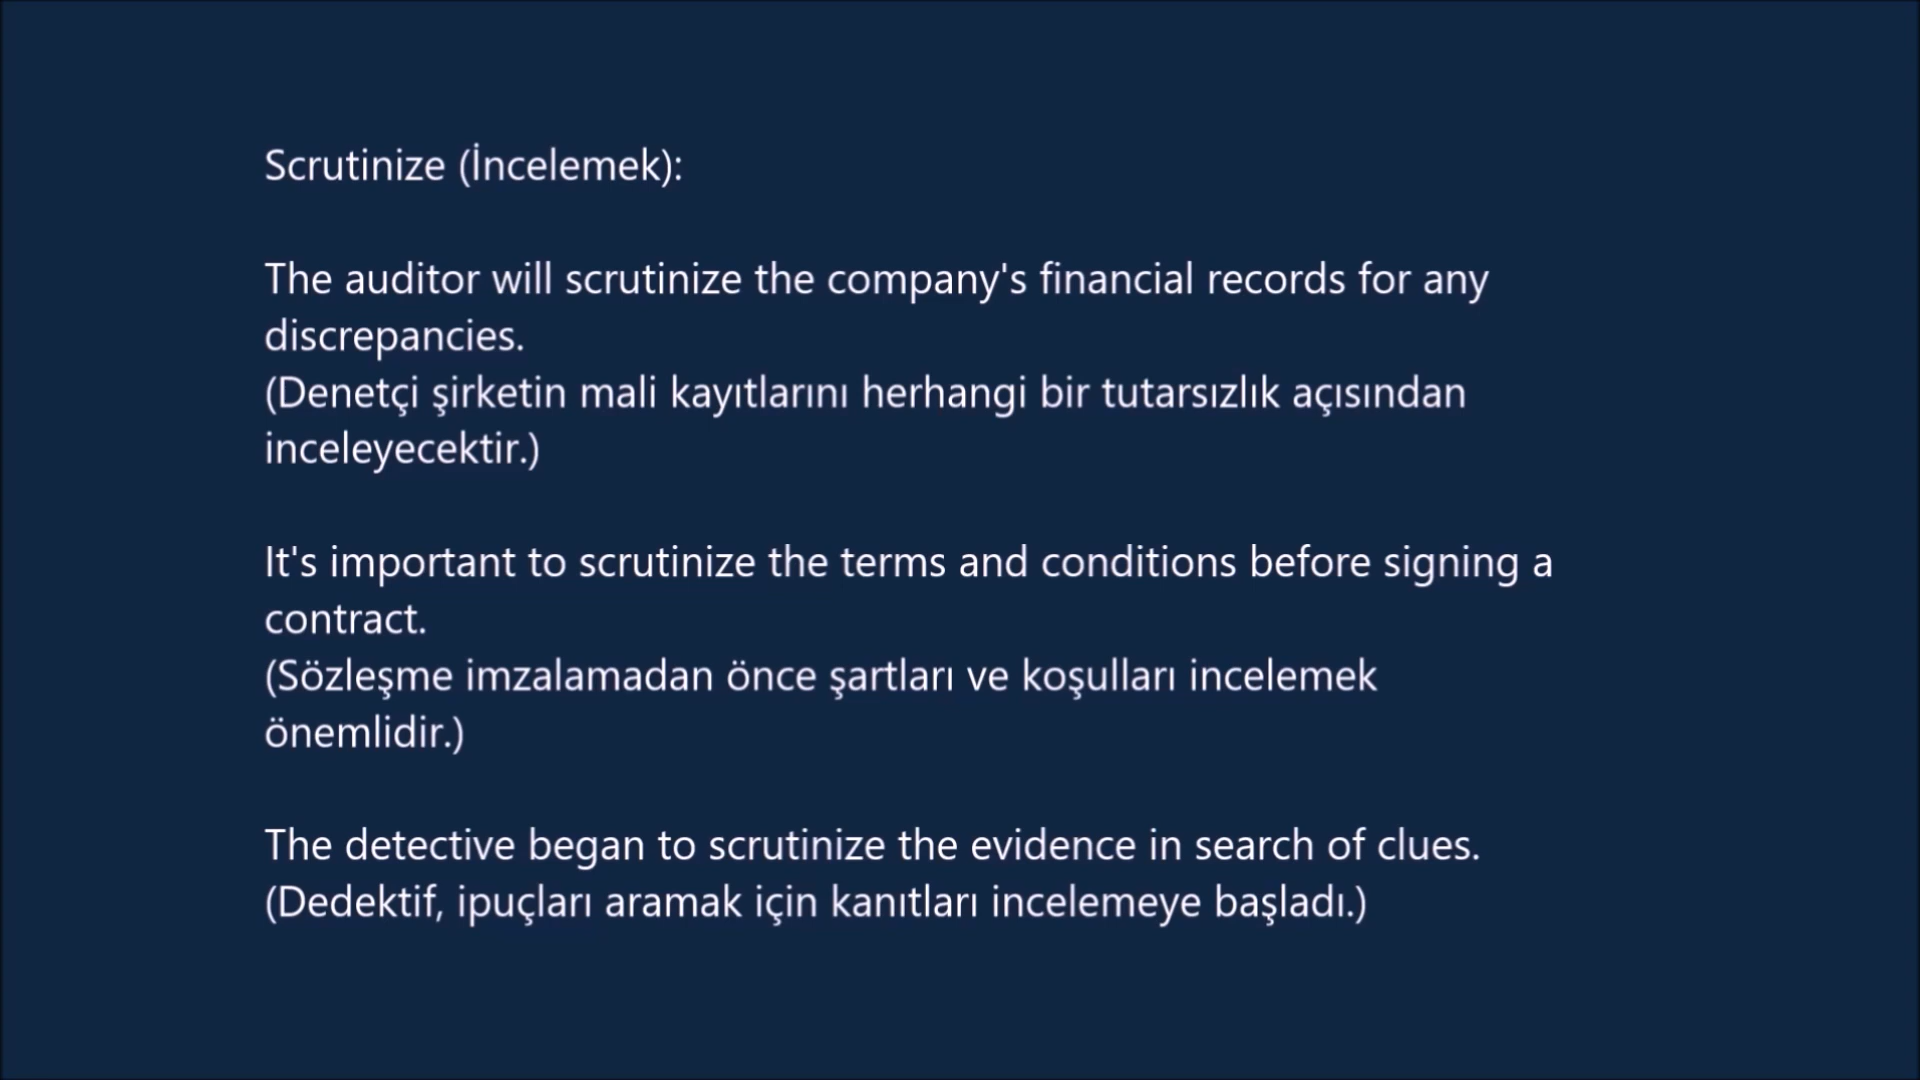 Scrutinize (İncelemek):
The auditor will scrutinize the company's financial records for any
discrepancies.
(Denetçi şirketin mali kayıtlarını herhangi bir tutarsızlık açısından
inceleyecektir.)
It's important to scrutinize the terms and conditions before signing a
contract.
(Sözleşme imzalamadan önce şartları ve koşulları incelemek
önemlidir.)
The detective began to scrutinize the evidence in search of clues.
(Dedektif, ipuçları aramak için kanıtları incelemeye başladı.)